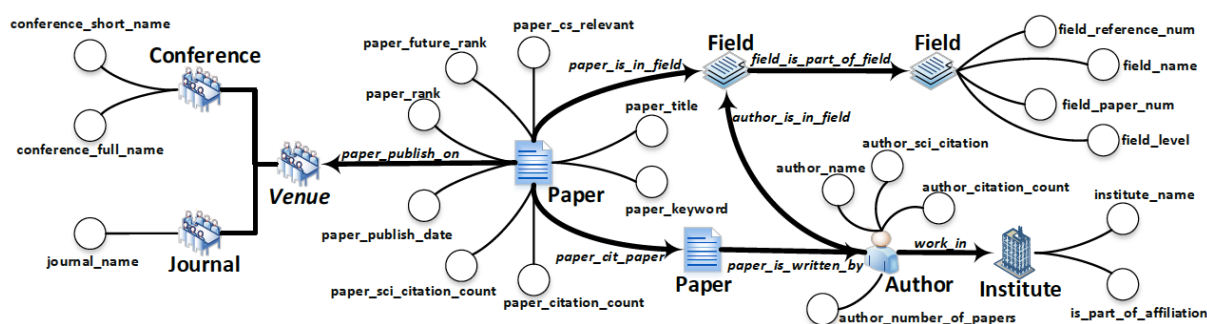 conference_short_name
Conference
conference_full_name
Venue
journal_name
Journal
paper_publish_on
paper_cs_relevant
paper_future_rank
paper_rank
paper_title
Paper
paper_keyword
paper_publish_date
paper_sci_citation_count
paper_citation_count
paper_is_in_field
Field
field_is_part_of_field
Field
field_reference_num
field_name
field_paper_num
field_level
author_is_in_field
author_sci_citation
author_name
author_citation_count
paper_cit_paper
Paper
paper_is_written_by
Author
author_number_of_papers
work_in
Institute
institute_name
is_part_of_affiliation